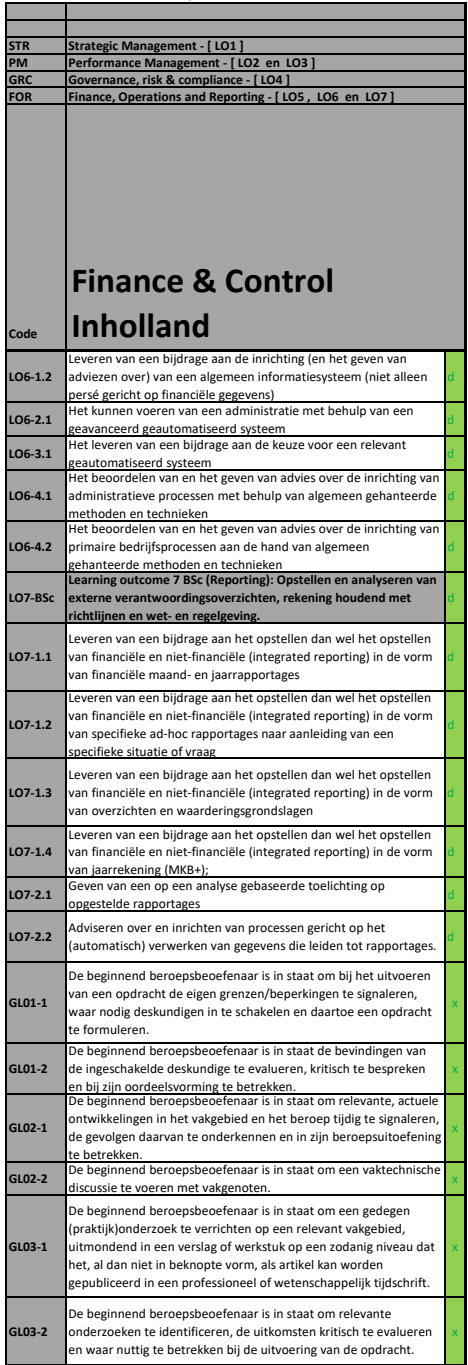 STR Strategic Management - [ LO1 ]
PM Performance Management - [ LO2 en LO3 ]
GRC Governance, risk & compliance - [ LO4 ]
FOR Finance, Operations and Reporting - [ LO5 , LO6 en LO7 ]
Finance & Control
Code Inholland
Leveren van een bijdrage aan de inrichting (en het geven van
LO6-1.2 adviezen over) van een algemeen informatiesysteem (niet alleen d
persé gericht op financiële gegevens)
LO6-2.1 Het kunnen voeren van een administratie met behulp van een d
geavanceerd geautomatiseerd systeem
LO6-3.1 Het leveren van een bijdrage aan de keuze voor een relevant d
geautomatiseerd systeem
Het beoordelen van en het geven van advies over de inrichting van
LO6-4.1 administratieve processen met behulp van algemeen gehanteerde d
methoden en technieken
Het beoordelen van en het geven van advies over de inrichting van
LO6-4.2 primaire bedrijfsprocessen aan de hand van algemeen d
gehanteerde methoden en technieken
Learning outcome 7 BSc (Reporting): Opstellen en analyseren van
LO7-BSc externe verantwoordingsoverzichten, rekening houdend met d
richtlijnen en wet- en regelgeving.
Leveren van een bijdrage aan het opstellen dan wel het opstellen
LO7-1.1 van financiële en niet-financiële (integrated reporting) in de vorm d
van financiële maand- en jaarrapportages
Leveren van een bijdrage aan het opstellen dan wel het opstellen
LO7-1.2 van financiële en niet-financiële (integrated reporting) in de vorm d
van specifieke ad-hoc rapportages naar aanleiding van een
specifieke situatie of vraag
Leveren van een bijdrage aan het opstellen dan wel het opstellen
LO7-1.3 van financiële en niet-financiële (integrated reporting) in de vorm d
van overzichten en waarderingsgrondslagen
Leveren van een bijdrage aan het opstellen dan wel het opstellen
LO7-1.4 van financiële en niet-financiële (integrated reporting) in de vorm d
van jaarrekening (MKB+);
LO7-2.1 Geven van een op een analyse gebaseerde toelichting op d
opgestelde rapportages
LO7-2.2 Adviseren over en inrichten van processen gericht op het d
(automatisch) verwerken van gegevens die leiden tot rapportages.
De beginnend beroepsbeoefenaar is in staat om bij het uitvoeren
GL01-1 van een opdracht de eigen grenzen/beperkingen te signaleren, x
waar nodig deskundigen in te schakelen en daartoe een opdracht
te formuleren.
De beginnend beroepsbeoefenaar is in staat de bevindingen van
GL01-2 de ingeschakelde deskundige te evalueren, kritisch te bespreken x
en bij zijn oordeelsvorming te betrekken.
De beginnend beroepsbeoefenaar is in staat om relevante, actuele
GL02-1 ontwikkelingen in het vakgebied en het beroep tijdig te signaleren, x
de gevolgen daarvan te onderkennen en in zijn beroepsuitoefening
te betrekken.
GL02-2 De beginnend beroepsbeoefenaar is in staat om een vaktechnische x
discussie te voeren met vakgenoten.
De beginnend beroepsbeoefenaar is in staat om een gedegen
(praktijk)onderzoek te verrichten op een relevant vakgebied,
GL03-1 uitmondend in een verslag of werkstuk op een zodanig niveau dat x
het, al dan niet in beknopte vorm, als artikel kan worden
gepubliceerd in een professioneel of wetenschappelijk tijdschrift.
De beginnend beroepsbeoefenaar is in staat om relevante
GL03-2 onderzoeken te identificeren, de uitkomsten kritisch te evalueren x
en waar nuttig te betrekken bij de uitvoering van de opdracht.